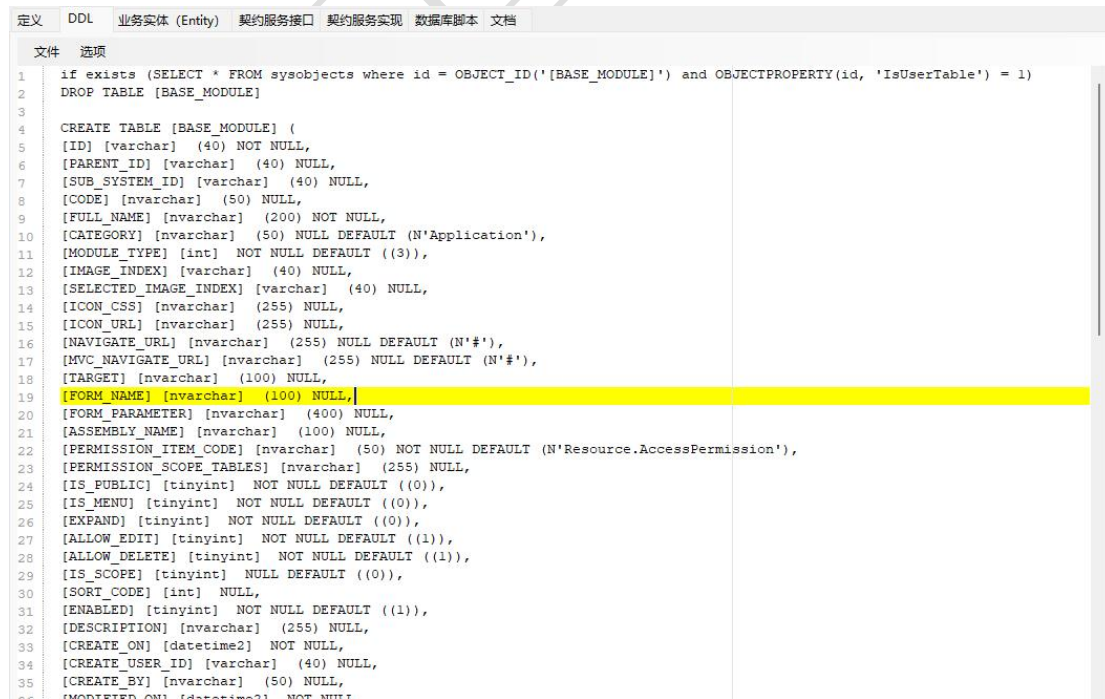 定义 DDL 业务实体（Entity） 契约服务接口 契约服务实现 数据库脚本 文档
文件 选项
1 if exists (SELECT * FROM sysobjects where id = OBJECT_ID('[BASE_MODULE]') and OBJECTPROPERTY(id, 'IsUserTable') = 1)
2 DROP TABLE [BASE_MODULE]
3
4 CREATE TABLE [BASE_MODULE] (
5 [ID] [varchar] (40) NOT NULL,
6 [PARENT_ID] [varchar] (40) NULL,
7 [SUB_SYSTEM_ID] [varchar] (40) NULL,
8 [CODE] [nvarchar] (50) NULL,
9 [FULL_NAME] [nvarchar] (200) NOT NULL,
10 [CATEGORY] [nvarchar] (50) NULL DEFAULT (N'Application'),
11 [MODULE_TYPE] [int] NOT NULL DEFAULT ((3)),
12 [IMAGE_INDEX] [varchar] (40) NULL,
13 [SELECTED_IMAGE_INDEX] [varchar] (40) NULL,
14 [ICON_CSS] [nvarchar] (255) NULL,
15 [ICON_URL] [nvarchar] (255) NULL,
16 [NAVIGATE_URL] [nvarchar] (255) NULL DEFAULT (N'#'),
17 [MVC_NAVIGATE_URL] [nvarchar] (255) NULL DEFAULT (N'#'),
18 [TARGET] [nvarchar] (100) NULL,
19 [FORM_NAME] [nvarchar] (100) NULL,
20 [FORM_PARAMETER] [nvarchar] (400) NULL,
21 [ASSEMBLY_NAME] [nvarchar] (100) NULL,
22 [PERMISSION_ITEM_CODE] [nvarchar] (50) NOT NULL DEFAULT (N'Resource.AccessPermission'),
23 [PERMISSION_SCOPE_TABLES] [nvarchar] (255) NULL,
24 [IS_PUBLIC] [tinyint] NOT NULL DEFAULT ((0)),
25 [IS_MENU] [tinyint] NOT NULL DEFAULT ((0)),
26 [EXPAND] [tinyint] NOT NULL DEFAULT ((0)),
27 [ALLOW_EDIT] [tinyint] NOT NULL DEFAULT ((1)),
28 [ALLOW_DELETE] [tinyint] NOT NULL DEFAULT ((1)),
29 [IS_SCOPE] [tinyint] NULL DEFAULT ((0)),
30 [SORT_CODE] [int] NULL,
31 [ENABLED] [tinyint] NOT NULL DEFAULT ((1)),
32 [DESCRIPTION] [nvarchar] (255) NULL,
33 [CREATE_ON] [datetime2] NOT NULL,
34 [CREATE_USER_ID] [varchar] (40) NULL,
35 [CREATE_BY] [nvarchar] (50) NULL,
[MODIFIED_ON] [datetime2] NOT NULL